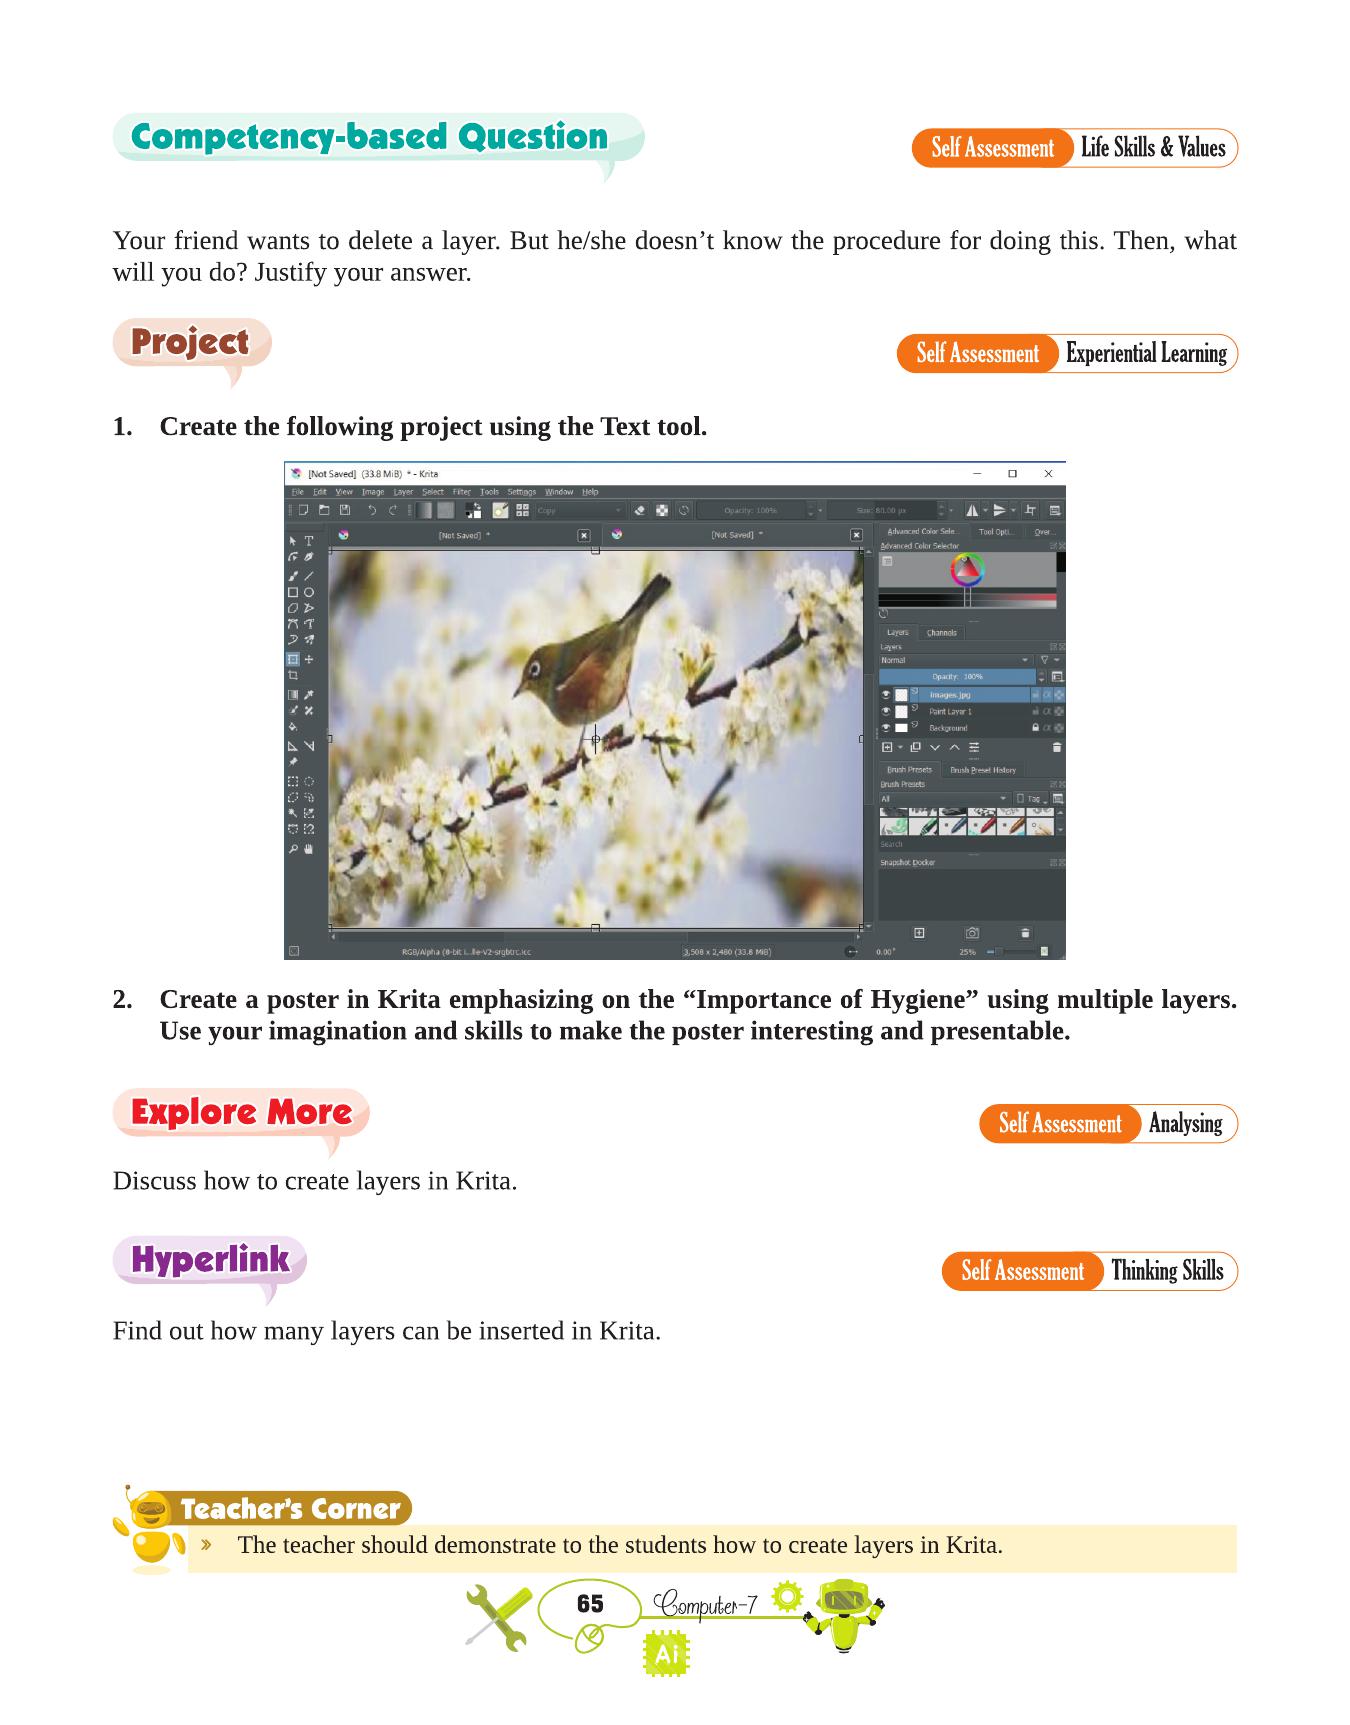 Competency-based Question
Self Assessment Life Skills & Values
Your friend wants to delete a layer. But he/she doesn’t know the procedure for doing this. Then, what
will you do? Justify your answer.
Project
Self Assessment Experiential Learning
1. Create the following project using the Text tool.
[Not Saved] (33.8 MiB) * - Krita
File Edit View Image Layer Select Filter Tools Settings Window Help
Copy Opacity: 100% Size: 80.00 px
[Not Saved] * [Not Saved] *
Advanced Color Sele... Tool Opti... Over...
Advanced Color Selector
Layers Channels
Layers
Normal
Opacity: 100%
images.jpg
Paint Layer 1
Background
Brush Presets Brush Preset History
Brush Presets
All Tag
Search
Snapshot Docker
RGB/Alpha (8-bit i...lle-V2-srgbtrc.icc 3,508 x 2,480 (33.8 MiB) 0.00° 25%
2. Create a poster in Krita emphasizing on the “Importance of Hygiene” using multiple layers.
Use your imagination and skills to make the poster interesting and presentable.
Explore More
Self Assessment Analysing
Discuss how to create layers in Krita.
Hyperlink
Self Assessment Thinking Skills
Find out how many layers can be inserted in Krita.
Teacher’s Corner
» The teacher should demonstrate to the students how to create layers in Krita.
65 Computer-7
Ai